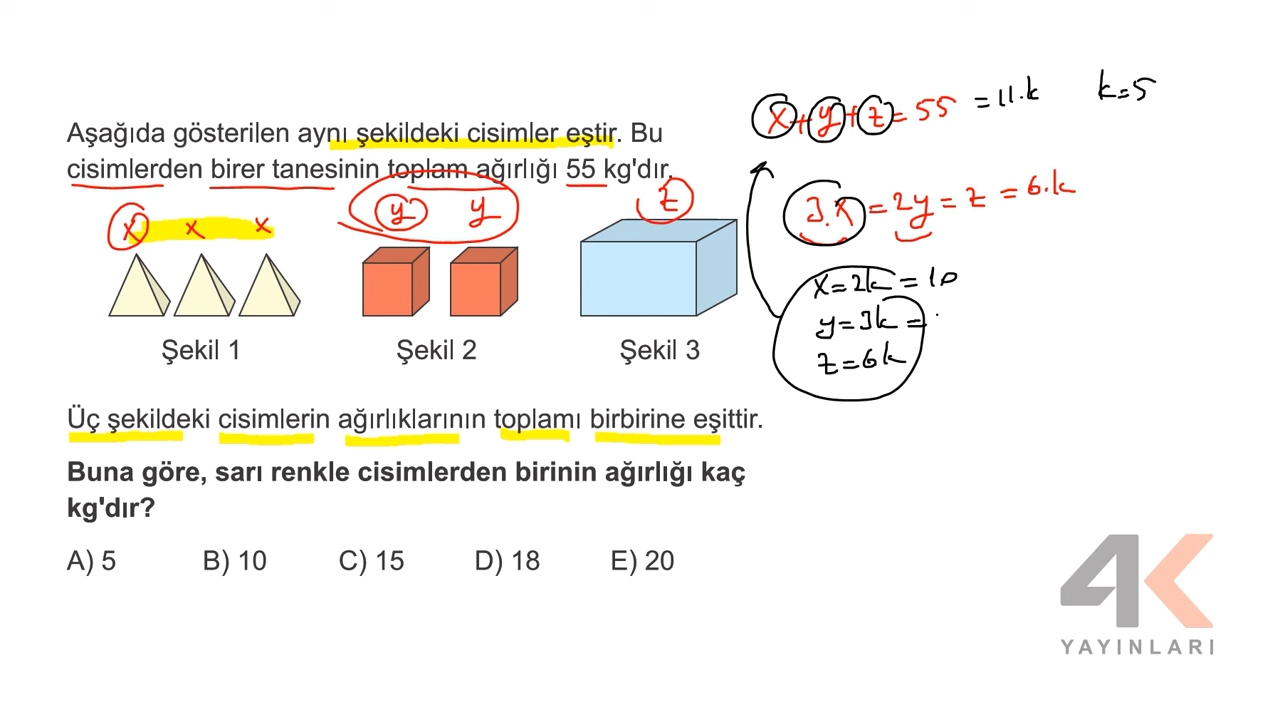 Aşağıda gösterilen aynı şekildeki cisimler eştir. Bu
cisimlerden birer tanesinin toplam ağırlığı 55 kg'dır.
x x x y y z
Şekil 1 Şekil 2 Şekil 3
Üç şekildeki cisimlerin ağırlıklarının toplamı birbirine eşittir.
Buna göre, sarı renkle cisimlerden birinin ağırlığı kaç
kg'dır?
A) 5 B) 10 C) 15 D) 18 E) 20
x+y+z=55 =11.k k=5
3.x=2y=z=6.k
x=2k=10
y=3k=
z=6k
4K
YAYINLARI